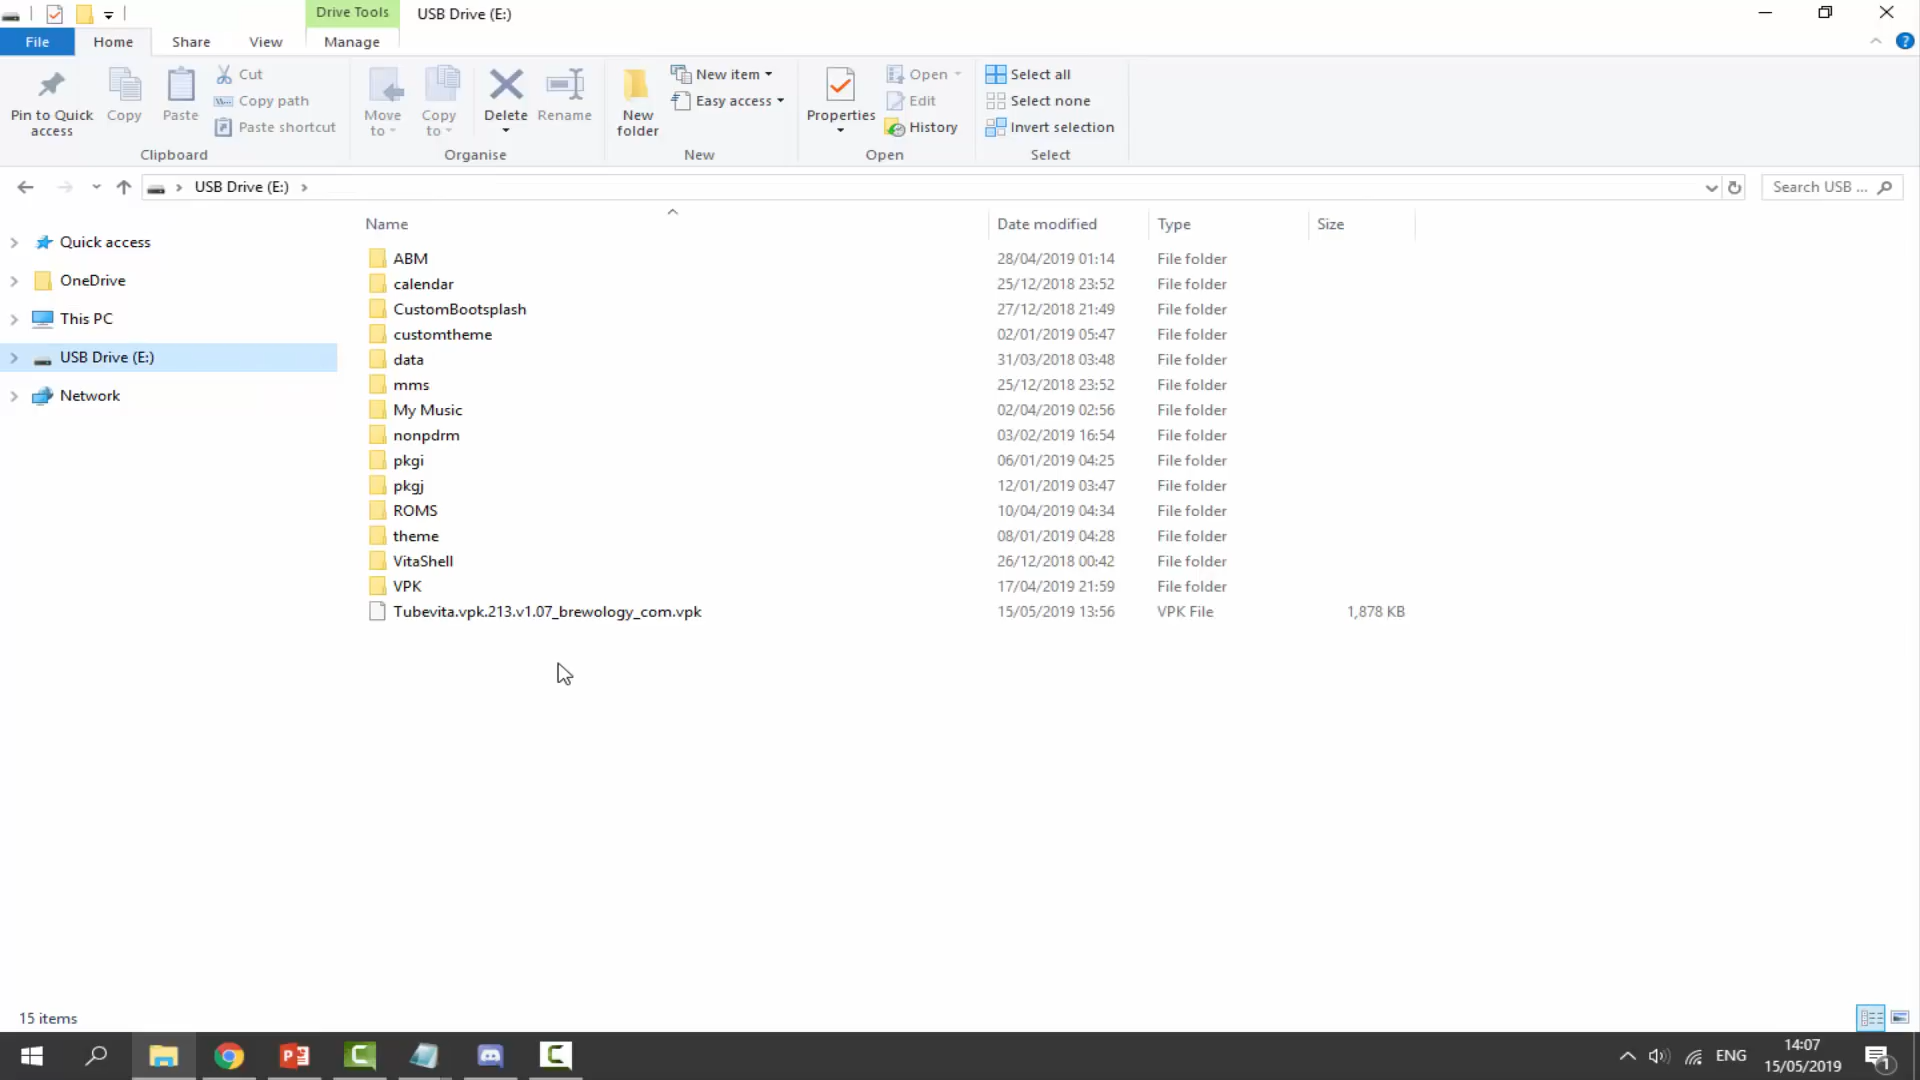 Drive Tools
USB Drive (E:)
File
Home
Share
View
Manage
Pin to Quick access
Copy
Paste
Cut
Copy path
Paste shortcut
Clipboard
Move to
Copy to
Delete
Rename
Organise
New folder
New item
Easy access
New
Properties
Open
Edit
History
Open
Select all
Select none
Invert selection
Select
USB Drive (E:)
Search USB ...
Quick access
OneDrive
This PC
USB Drive (E:)
Network
Name Date modified Type Size
ABM 28/04/2019 01:14 File folder
calendar 25/12/2018 23:52 File folder
CustomBootsplash 27/12/2018 21:49 File folder
customtheme 02/01/2019 05:47 File folder
data 31/03/2018 03:48 File folder
mms 25/12/2018 23:52 File folder
My Music 02/04/2019 02:56 File folder
nonpdrm 03/02/2019 16:54 File folder
pkgi 06/01/2019 04:25 File folder
pkgj 12/01/2019 03:47 File folder
ROMS 10/04/2019 04:34 File folder
theme 08/01/2019 04:28 File folder
VitaShell 26/12/2018 00:42 File folder
VPK 17/04/2019 21:59 File folder
Tubevita.vpk.213.v1.07_brewology_com.vpk 15/05/2019 13:56 VPK File 1,878 KB
15 items
ENG
14:07
15/05/2019
1